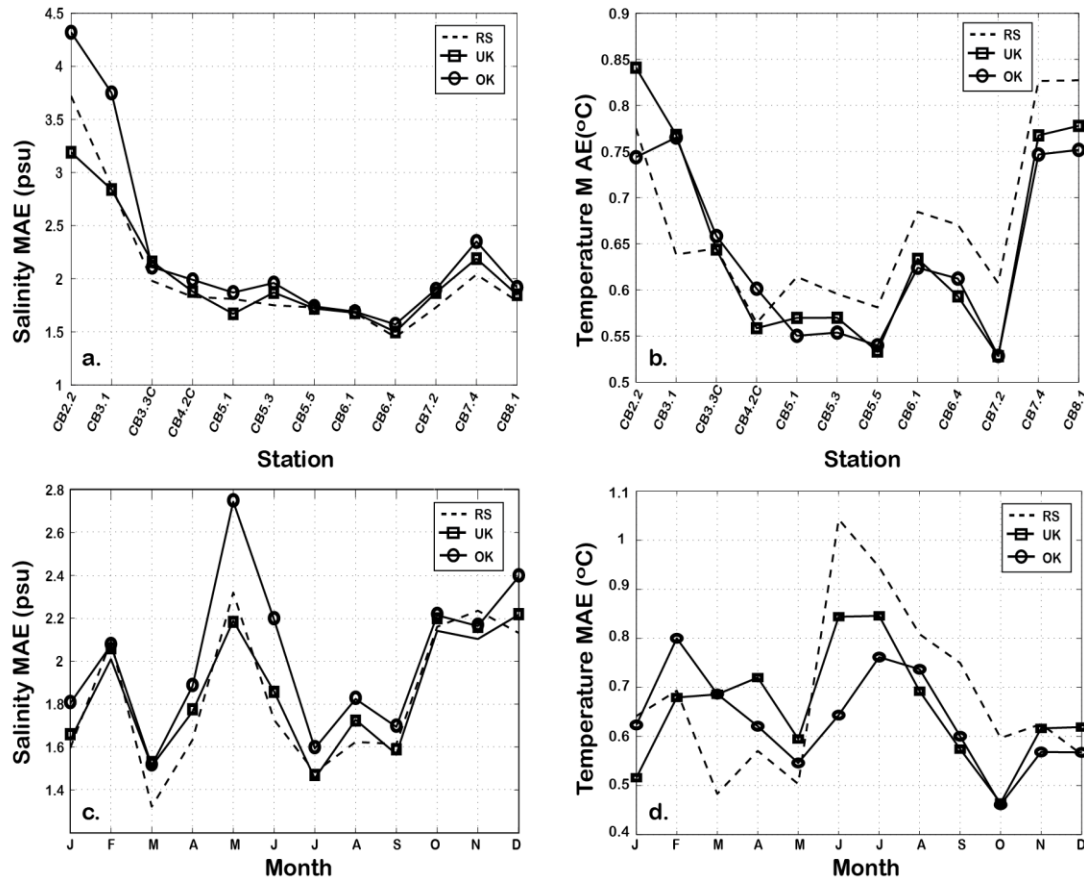 4.5
4
3.5
3
2.5
2
1.5
1
Salinity MAE (psu)
RS
UK
OK
a.
CB2.2 CB3.1 CB3.3C CB4.2C CB5.1 CB5.3 CB5.5 CB6.1 CB6.4 CB7.2 CB7.4 CB8.1
Station
0.9
0.85
0.8
0.75
0.7
0.65
0.6
0.55
0.5
Temperature M AE(°C)
RS
UK
OK
b.
CB2.2 CB3.1 CB3.3C CB4.2C CB5.1 CB5.3 CB5.5 CB6.1 CB6.4 CB7.2 CB7.4 CB8.1
Station
2.8
2.6
2.4
2.2
2
1.8
1.6
1.4
Salinity MAE (psu)
RS
UK
OK
c.
J F M A M J J A S O N D
Month
1.1
1
0.9
0.8
0.7
0.6
0.5
0.4
Temperature MAE (°C)
RS
UK
OK
d.
J F M A M J J A S O N D
Month